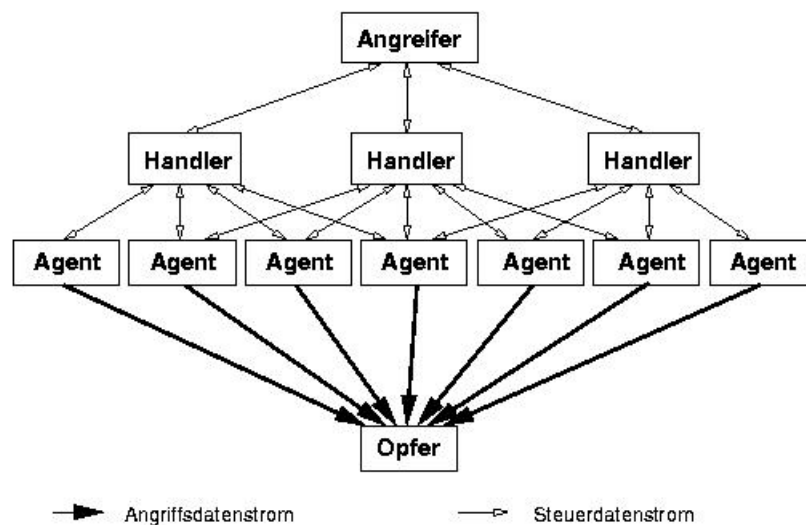 Angreifer
Handler Handler Handler
Agent Agent Agent Agent Agent Agent Agent
Opfer
Angriffsdatenstrom Steuerdatenstrom